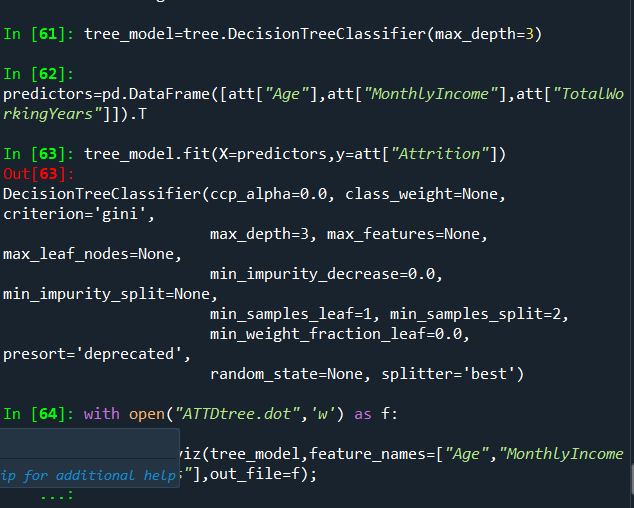 In [61]: tree_model=tree.DecisionTreeClassifier(max_depth=3)
In [62]:
predictors=pd.DataFrame([att["Age"],att["MonthlyIncome"],att["TotalWo
rkingYears"]]).T
In [63]: tree_model.fit(X=predictors,y=att["Attrition"])
Out[63]:
DecisionTreeClassifier(ccp_alpha=0.0, class_weight=None,
criterion='gini',
max_depth=3, max_features=None,
max_leaf_nodes=None,
min_impurity_decrease=0.0,
min_impurity_split=None,
min_samples_leaf=1, min_samples_split=2,
min_weight_fraction_leaf=0.0,
presort='deprecated',
random_state=None, splitter='best')
In [64]: with open("ATTDtree.dot",'w') as f:
viz(tree_model,feature_names=["Age","MonthlyIncome
ip for additional help
"],out_file=f);
...: